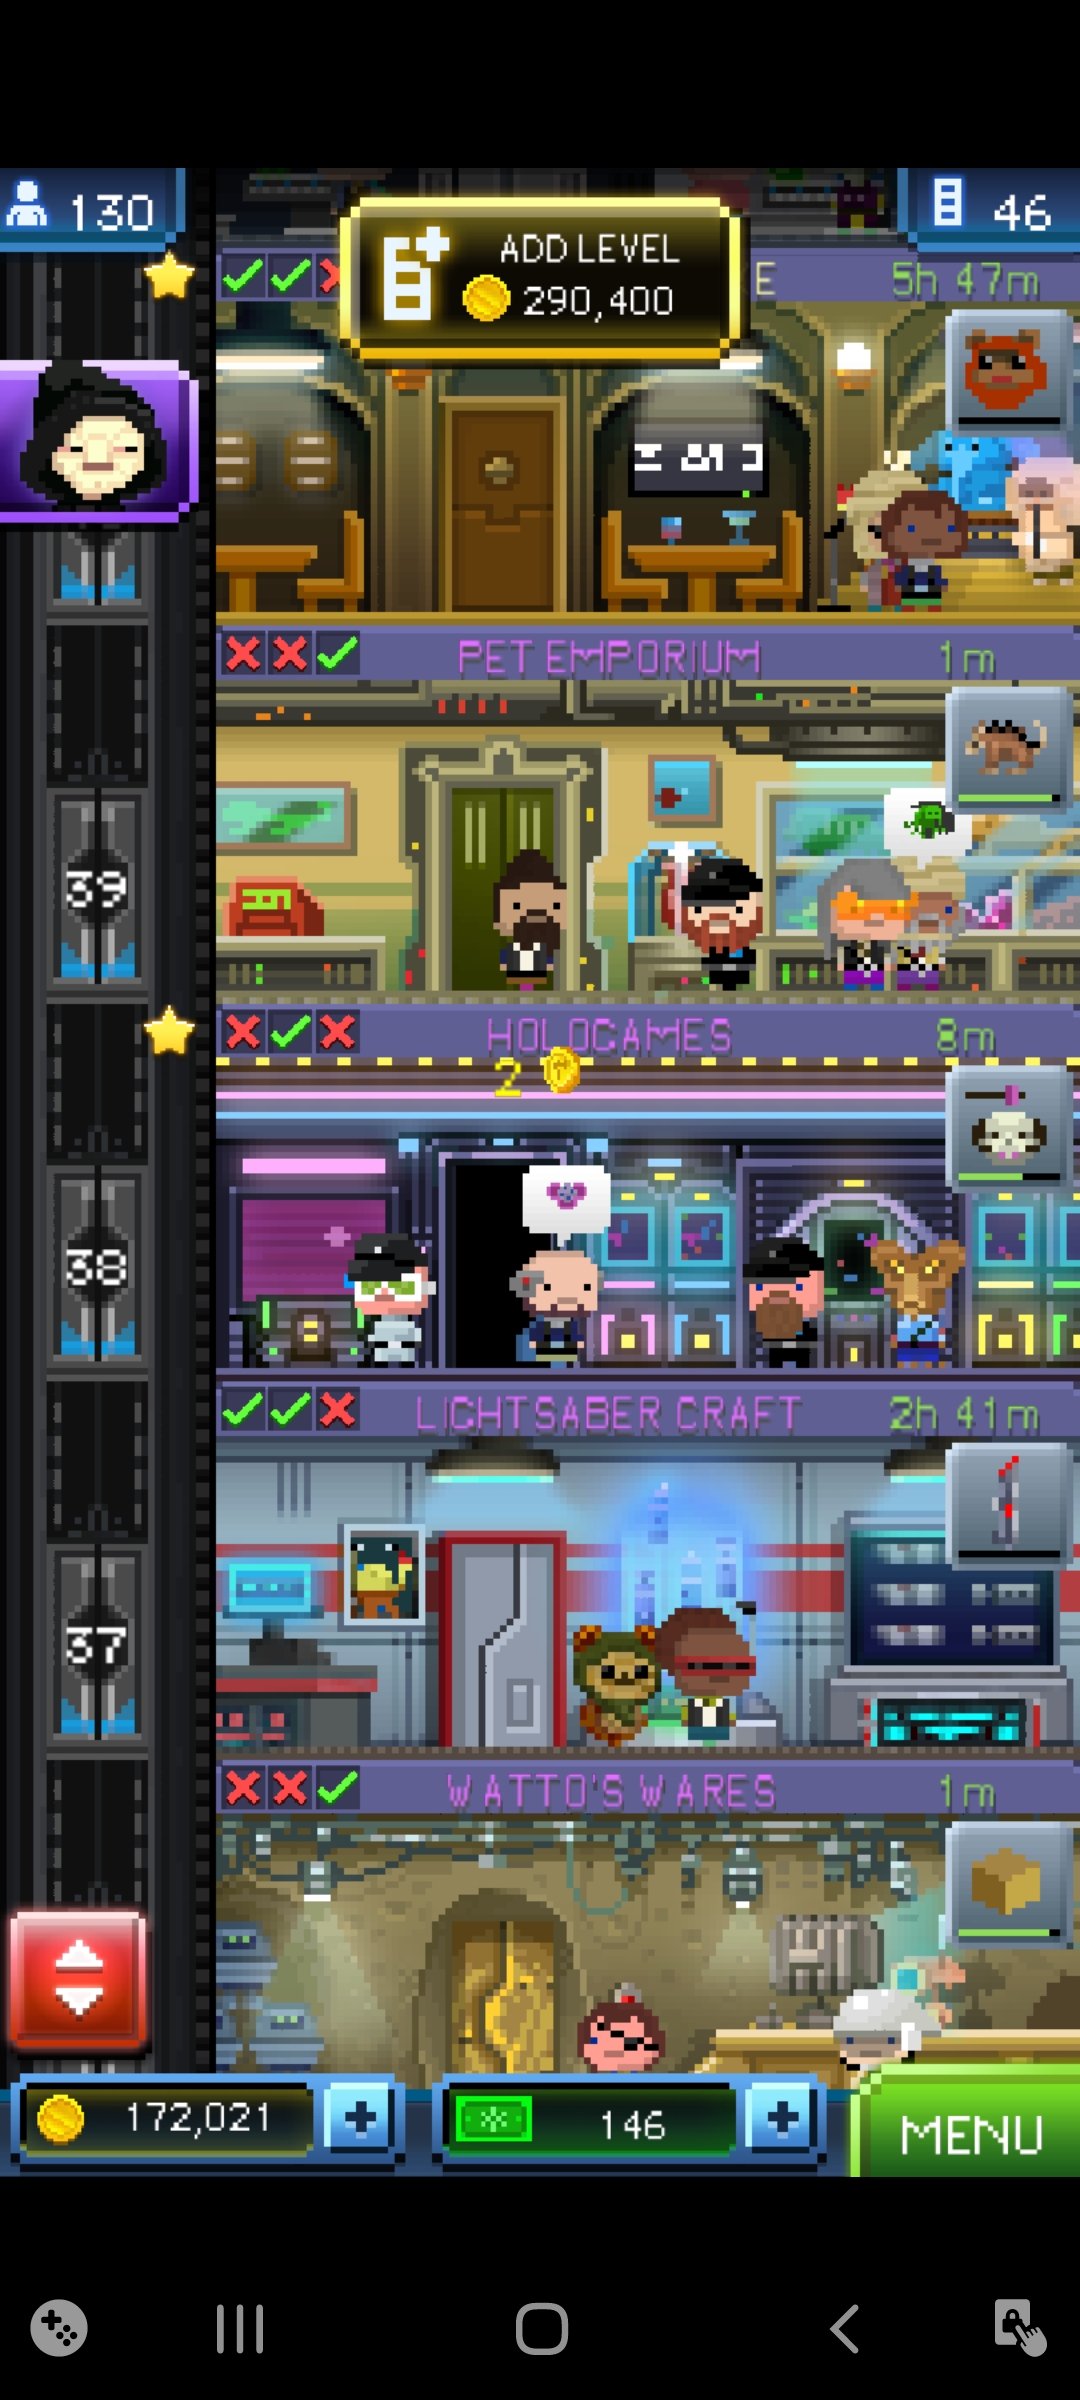 130
46
ADD LEVEL
290,400
E
5h 47m
PET EMPORIUM
1m
39
HOLOGAMES
8m
2
38
LIGHTSABER CRAFT
2h 41m
37
WATTO'S WARES
1m
172,021
146
MENU